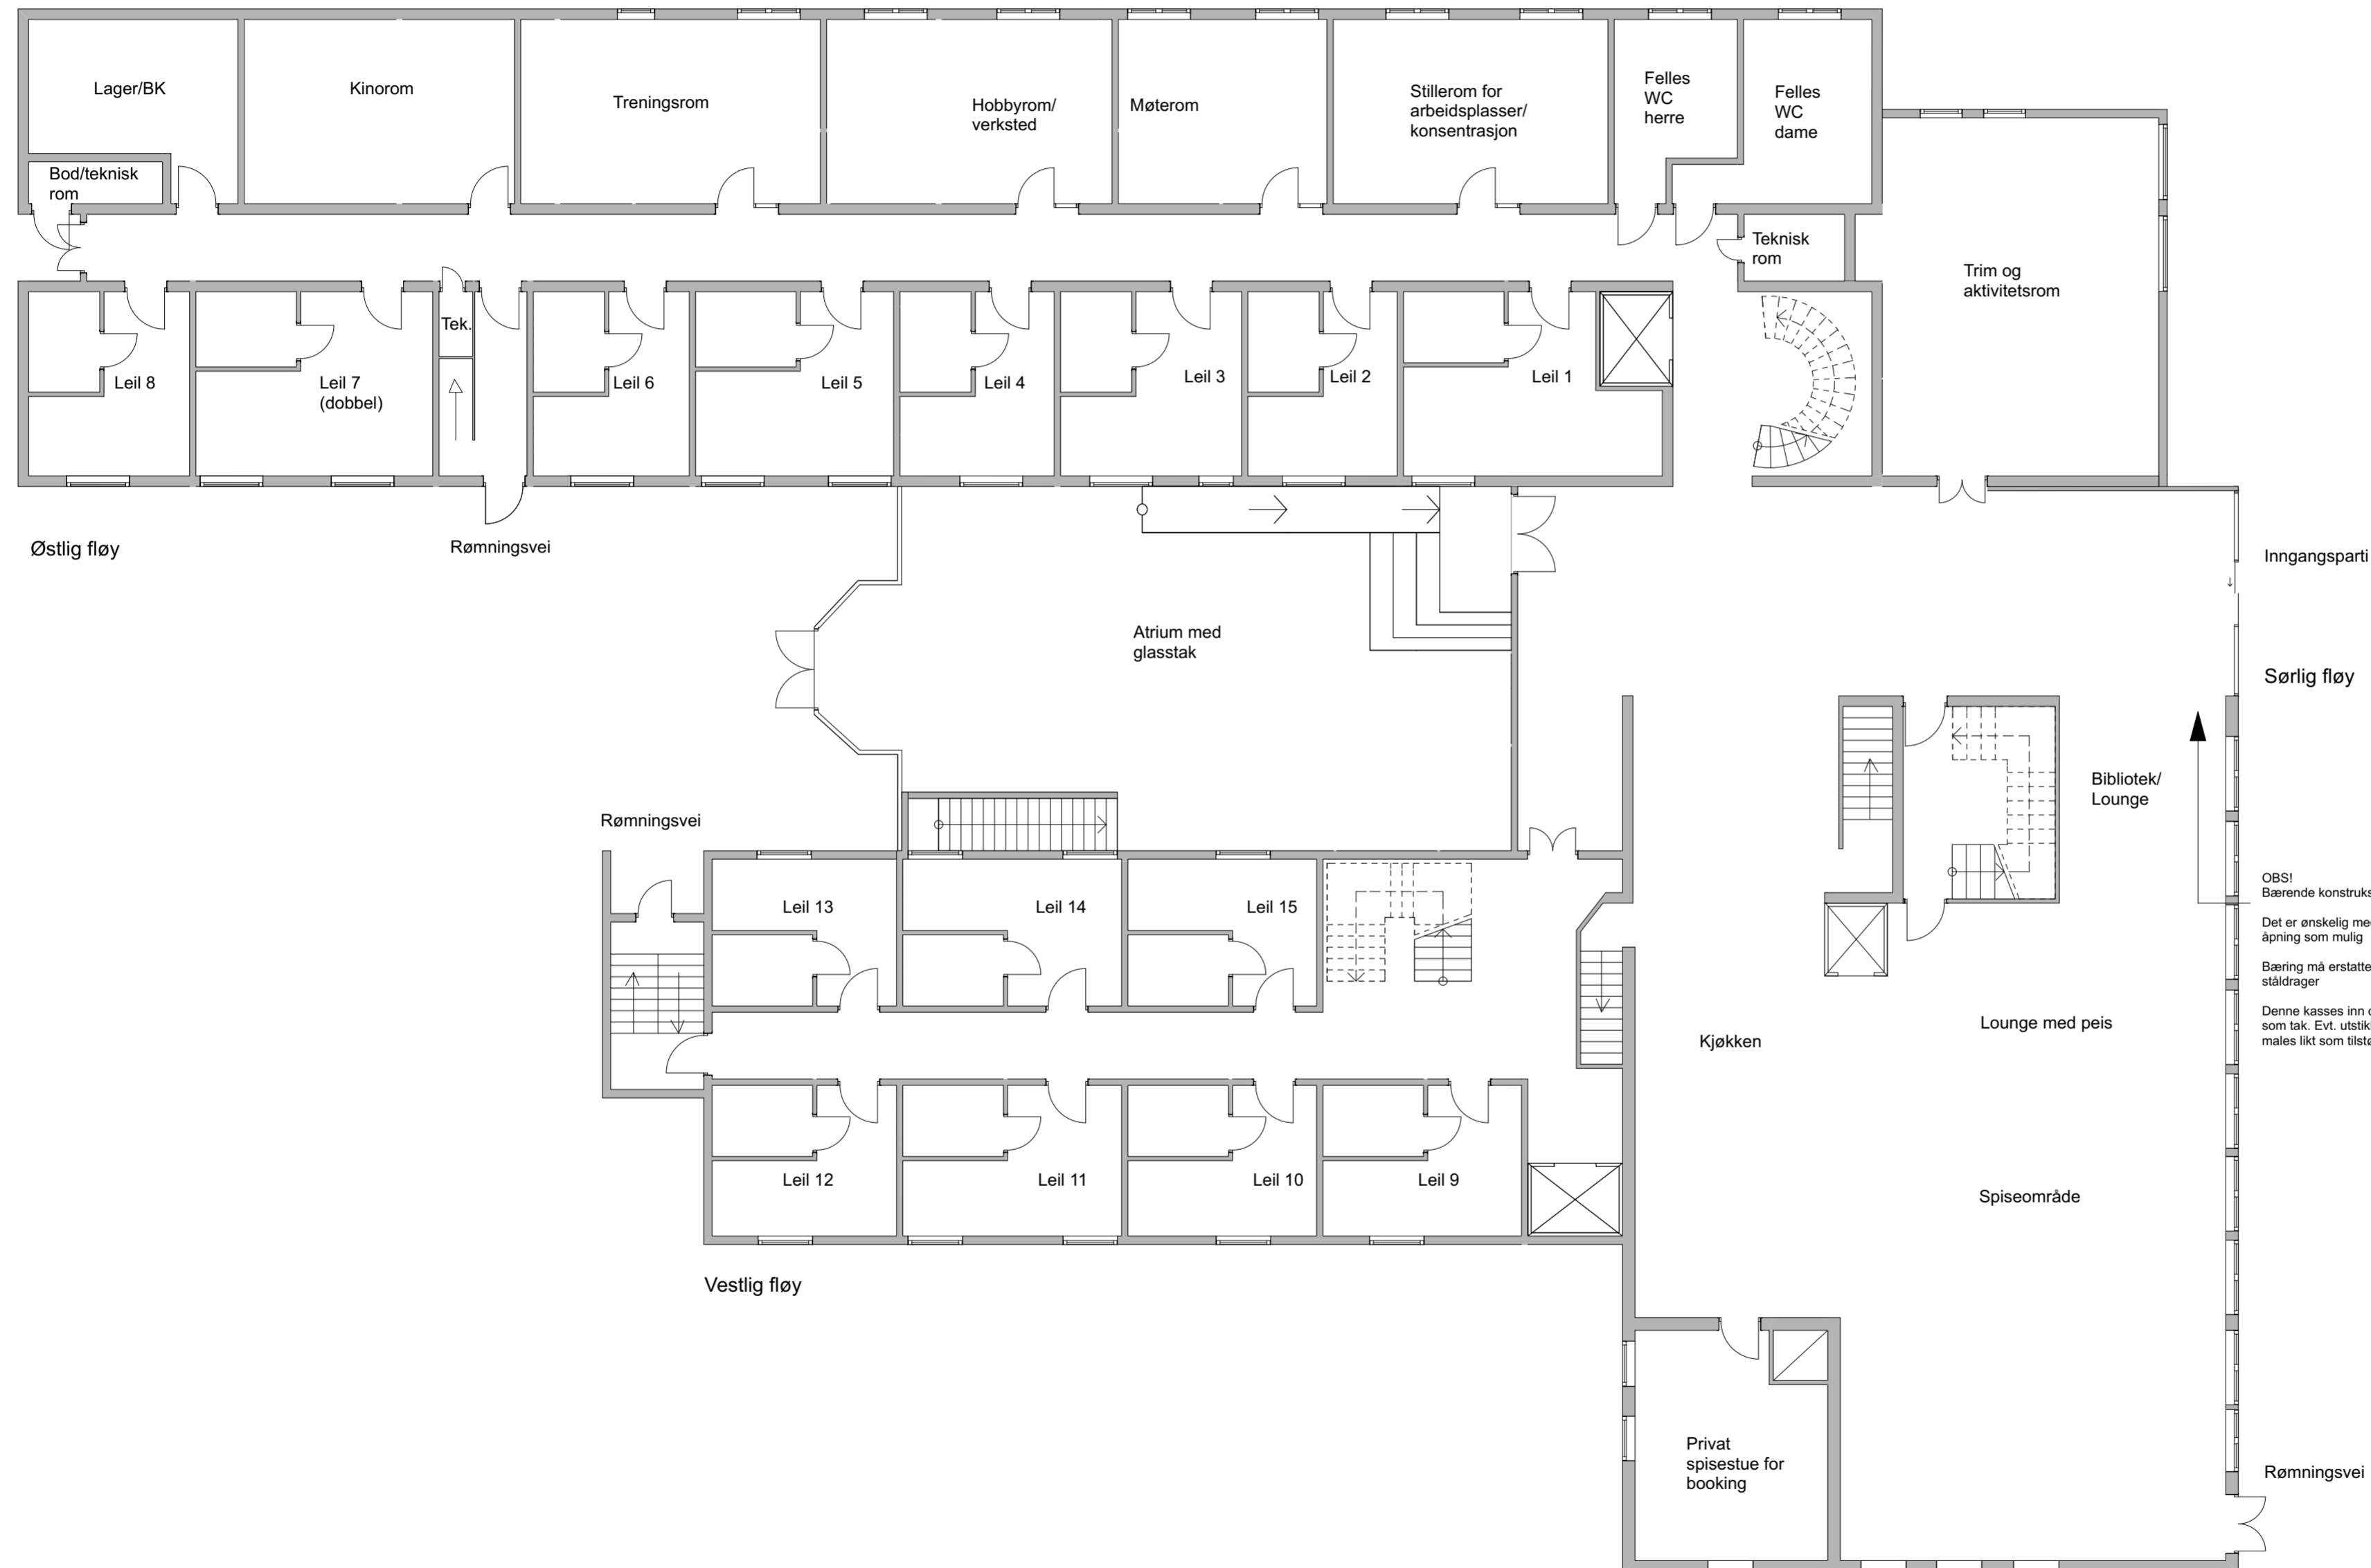 Lager/BK
Kinorom
Treningsrom
Hobbyrom/
verksted
Møterom
Stillerom for
arbeidsplasser/
konsentrasjon
Felles
WC
herre
Felles
WC
dame
Bod/teknisk
rom
Teknisk
rom
Trim og
aktivitetsrom
Leil 8
Leil 7
(dobbel)
Tek.
Leil 6
Leil 5
Leil 4
Leil 3
Leil 2
Leil 1
Østlig fløy
Rømningsvei
Inngangsparti
Atrium med
glasstak
Sørlig fløy
Bibliotek/
Lounge
Rømningsvei
OBS!
Bærende
Det er ønskelig
åpning som mulig
Bæring må
ståldrager
Denne kasses inn
som tak. Evt.
males likt som
Leil 13
Leil 14
Leil 15
Kjøkken
Lounge med peis
Leil 12
Leil 11
Leil 10
Leil 9
Spiseområde
Vestlig fløy
Privat
spisestue for
booking
Rømningsvei